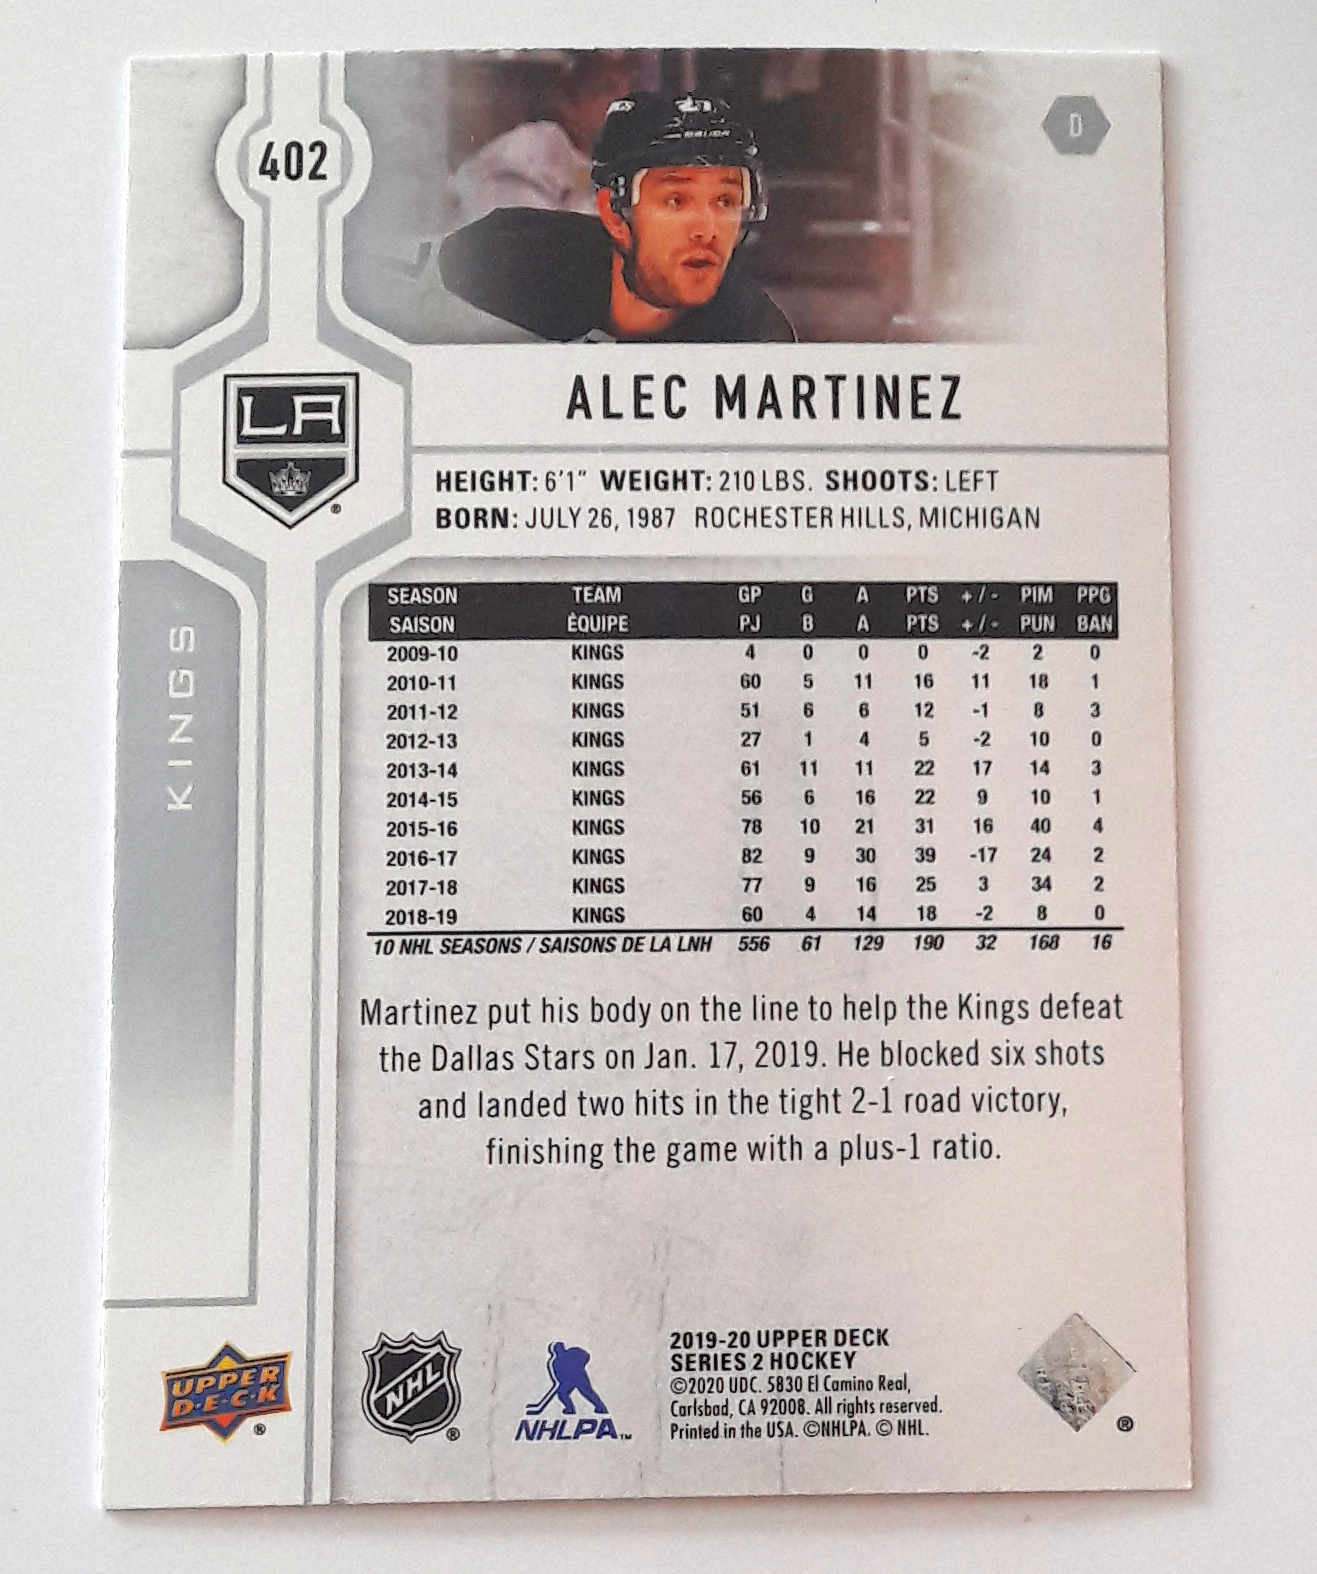 402
27
BAUER
D
ALEC MARTINEZ
LA
HEIGHT: 6'1" WEIGHT: 210 LBS. SHOOTS: LEFT
BORN: JULY 26, 1987 ROCHESTER HILLS, MICHIGAN
KINGS
SEASON TEAM GP G A PTS +/- PIM PPG
SAISON ÉQUIPE PJ B A PTS +/- PUN BAN
2009-10 KINGS 4 0 0 0 -2 2 0
2010-11 KINGS 60 5 11 16 11 18 1
2011-12 KINGS 51 6 6 12 -1 8 3
2012-13 KINGS 27 1 4 5 -2 10 0
2013-14 KINGS 61 11 11 22 17 14 3
2014-15 KINGS 56 6 16 22 9 10 1
2015-16 KINGS 78 10 21 31 16 40 4
2016-17 KINGS 82 9 30 39 -17 24 2
2017-18 KINGS 77 9 16 25 3 34 2
2018-19 KINGS 60 4 14 18 -2 8 0
10 NHL SEASONS / SAISONS DE LA LNH 556 61 129 190 32 168 16
Martinez put his body on the line to help the Kings defeat
the Dallas Stars on Jan. 17, 2019. He blocked six shots
and landed two hits in the tight 2-1 road victory,
finishing the game with a plus-1 ratio.
UPPER
D·E·C·K
®
NHL
®
NHLPA™
2019-20 UPPER DECK
SERIES 2 HOCKEY
©2020 UDC. 5830 El Camino Real,
Carlsbad, CA 92008. All rights reserved.
Printed in the USA. ©NHLPA. © NHL.
®